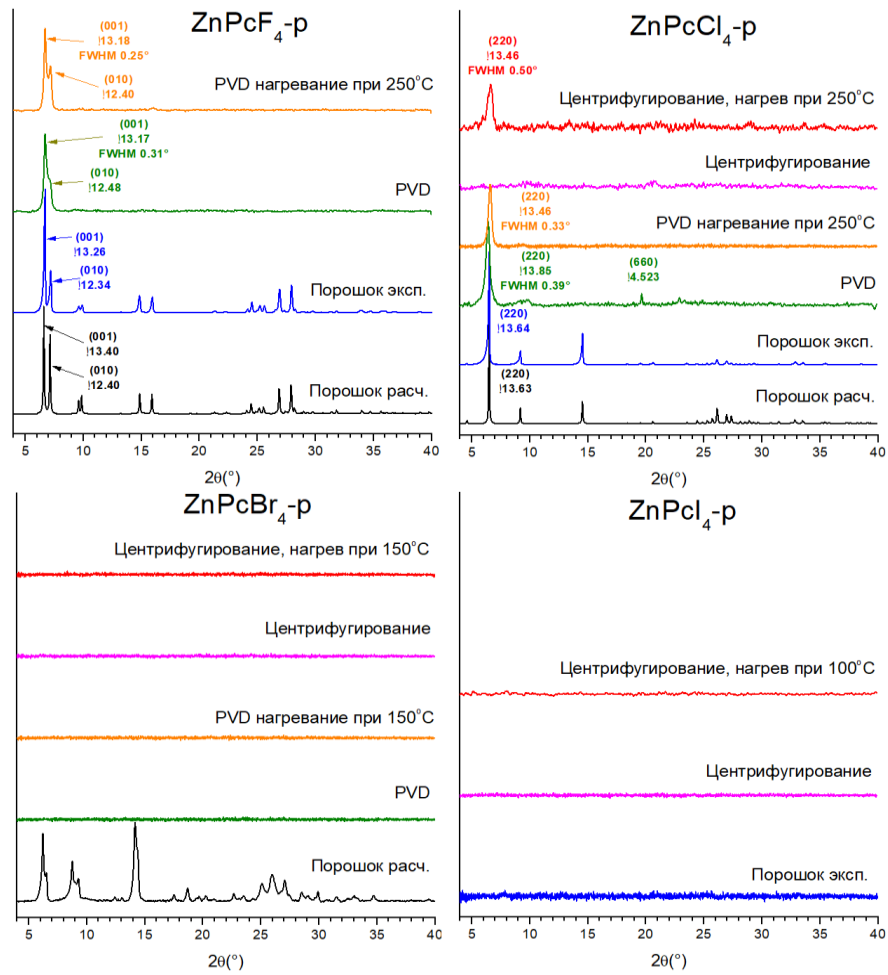 ZnPcF4-p
(001)
!13.18
FWHM 0.25°
(010)
!12.40
PVD нагревание при 250°C
(001)
!13.17
FWHM 0.31°
(010)
!12.48
PVD
(001)
!13.26
(010)
!12.34
Порошок эксп.
(001)
!13.40
(010)
!12.40
Порошок расч.
5 10 15 20 25 30 35 40
2θ(°)
ZnPcCl4-p
(220)
!13.46
FWHM 0.50°
Центрифугирование, нагрев при 250°C
Центрифугирование
(220)
!13.46
FWHM 0.33°
PVD нагревание при 250°C
(220)
!13.85
FWHM 0.39°
(660)
!4.523
PVD
(220)
!13.64
Порошок эксп.
(220)
!13.63
Порошок расч.
5 10 15 20 25 30 35 40
2θ(°)
ZnPcBr4-p
Центрифугирование, нагрев при 150°C
Центрифугирование
PVD нагревание при 150°C
PVD
Порошок расч.
5 10 15 20 25 30 35 40
2θ(°)
ZnPcI4-p
Центрифугирование, нагрев при 100°C
Центрифугирование
Порошок эксп.
5 10 15 20 25 30 35 40
2θ(°)